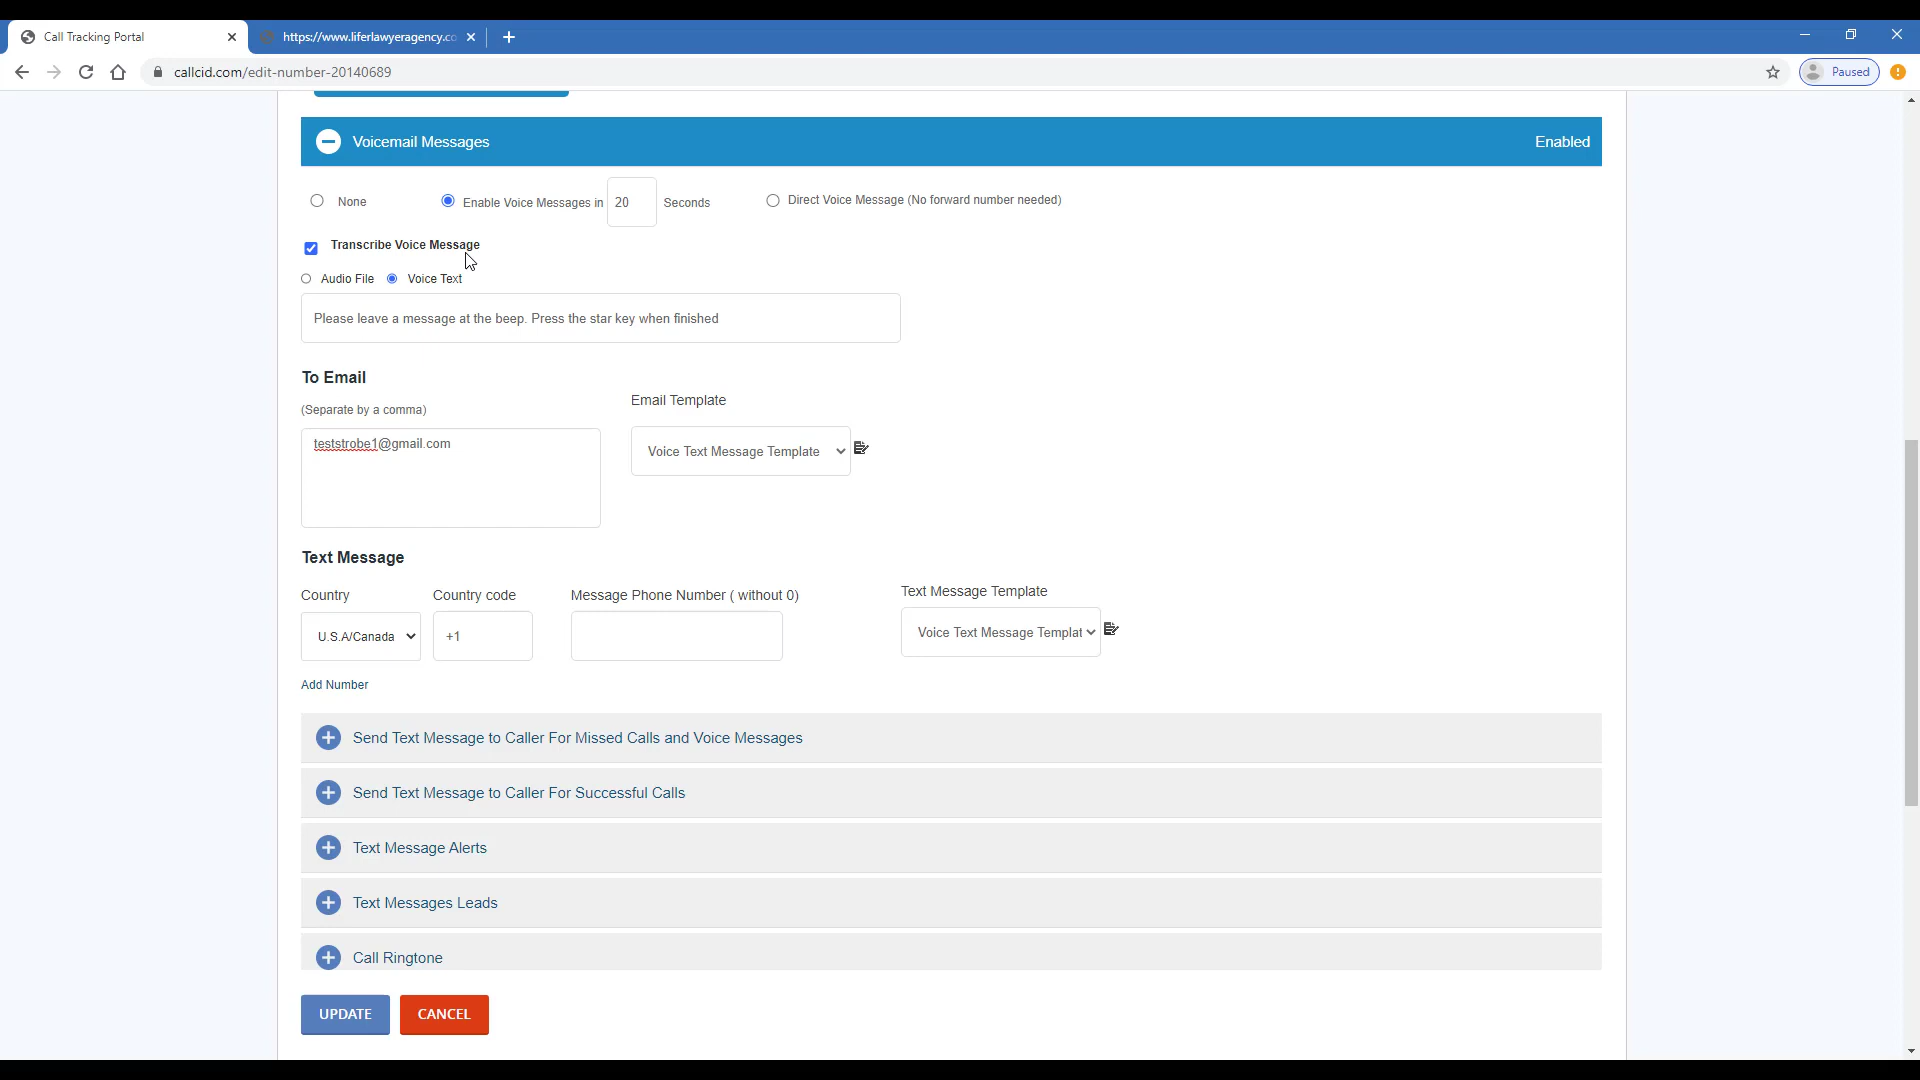 Call Tracking Portal
https://www.liferlawyeragency.co
callcid.com/edit-number-20140689
Paused
Voicemail Messages
Enabled
None
Enable Voice Messages in 20 Seconds
Direct Voice Message (No forward number needed)
Transcribe Voice Message
Audio File
Voice Text
Please leave a message at the beep. Press the star key when finished
To Email
(Separate by a comma)
teststrobe1@gmail.com
Email Template
Voice Text Message Template
Text Message
Country
Country code
Message Phone Number ( without 0)
Text Message Template
U.S.A/Canada
+1
Voice Text Message Templat
Add Number
Send Text Message to Caller For Missed Calls and Voice Messages
Send Text Message to Caller For Successful Calls
Text Message Alerts
Text Messages Leads
Call Ringtone
UPDATE
CANCEL